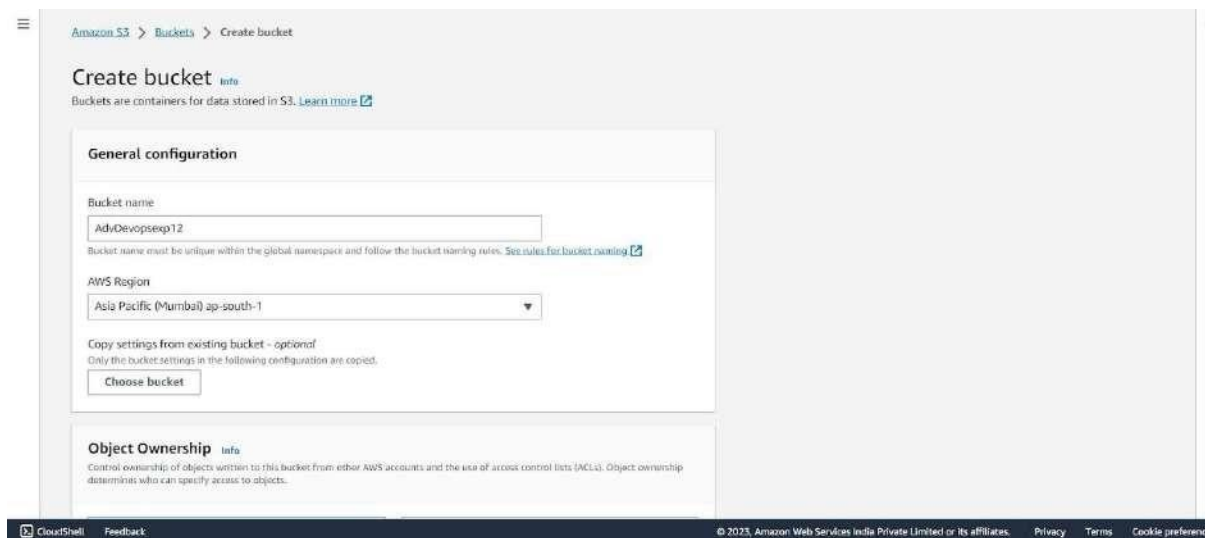 Amazon S3 > Buckets > Create bucket
Create bucket Info
Buckets are containers for data stored in S3. Learn more
General configuration
Bucket name
AdvDevopsexp12
Bucket name must be unique within the global namespace and follow the bucket naming rules. See rules for bucket naming
AWS Region
Asia Pacific (Mumbai) ap-south-1
Copy settings from existing bucket - optional
Only the bucket settings in the following configuration are copied.
Choose bucket
Object Ownership Info
Control ownership of objects written to this bucket from other AWS accounts and the use of access control lists (ACLs). Object ownership
determines who can specify access to objects.
CloudShell Feedback © 2023, Amazon Web Services India Private Limited or its affiliates. Privacy Terms Cookie preferenc